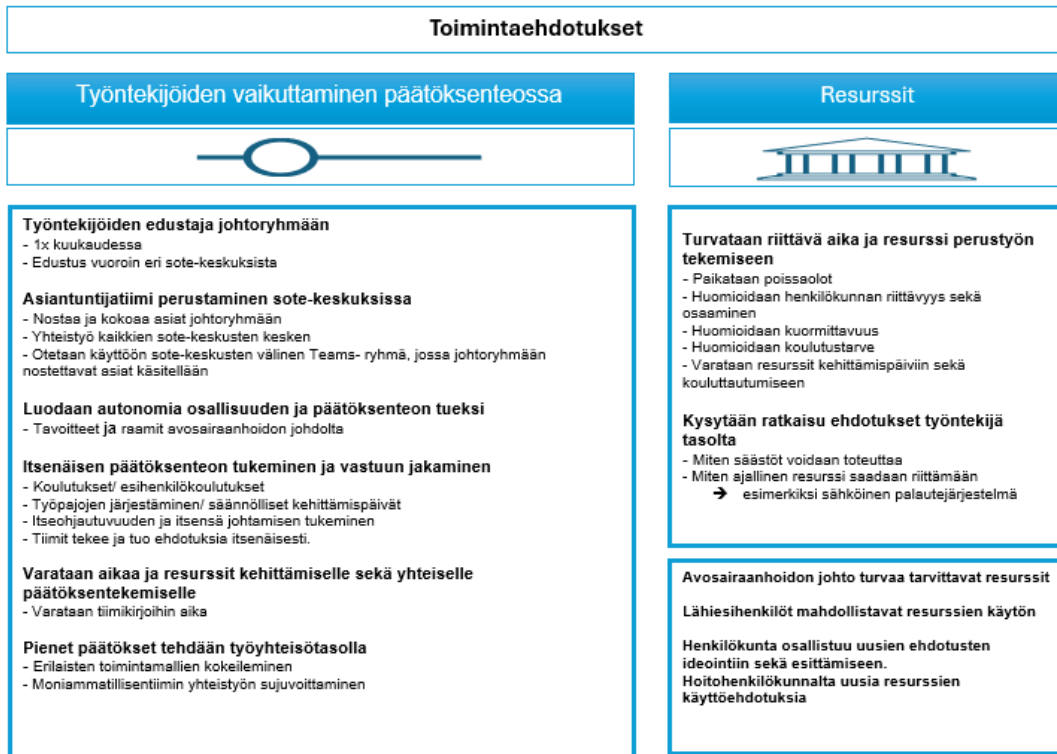 Toimintaehdotukset
Työntekijöiden vaikuttaminen päätöksenteossa
Työntekijöiden edustaja johtoryhmään
- 1x kuukaudessa
- Edustus vuoroin eri sote-keskuksista
Asiantuntijatiimi perustaminen sote-keskuksissa
- Nostaa ja kokoaa asiat johtoryhmään
- Yhteistyö kaikkien sote-keskusten kesken
- Otetaan käyttöön sote-keskusten välinen Teams- ryhmä, jossa johtoryhmään
nostettavat asiat käsitellään
Luodaan autonomia osallisuuden ja päätöksenteon tueksi
- Tavoitteet ja raamit avosairaanhoidon johdolta
Itsenäisen päätöksenteon tukeminen ja vastuun jakaminen
- Koulutukset/ esihenkilökoulutukset
- Työpajojen järjestäminen/ säännölliset kehittämispäivät
- Itseohjautuvuuden ja itsensä johtamisen tukeminen
- Tiimit tekee ja tuo ehdotuksia itsenäisesti.
Varataan aikaa ja resurssit kehittämiselle sekä yhteiselle
päätöksentekemiselle
- Varataan tiimikirjoihin aika
Pienet päätökset tehdään työyhteisötasolla
- Erilaisten toimintamallien kokeileminen
- Moniammatillisentiimin yhteistyön sujuvoittaminen
Resurssit
Turvataan riittävä aika ja resurssi perustyön
tekemiseen
- Paikataan poissaolot
- Huomioidaan henkilökunnan riittävyys sekä
osaaminen
- Huomioidaan kuormittavuus
- Huomioidaan koulutustarve
- Varataan resurssit kehittämispäiviin sekä
kouluttautumiseen
Kysytään ratkaisu ehdotukset työntekijä
tasolta
- Miten säästöt voidaan toteuttaa
- Miten ajallinen resurssi saadaan riittämään
➔ esimerkiksi sähköinen palautejärjestelmä
Avosairaanhoidon johto turvaa tarvittavat resurssit
Lähiesihenkilöt mahdollistavat resurssien käytön
Henkilökunta osallistuu uusien ehdotusten
ideointiin sekä esittämiseen.
Hoitohenkilökunnalta uusia resurssien
käyttöehdotuksia